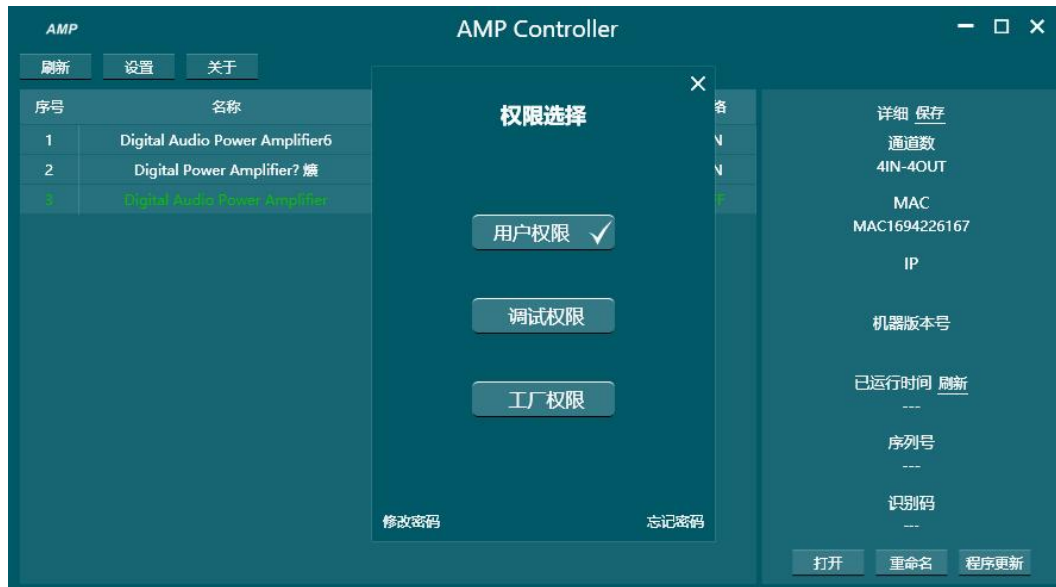 AMP
AMP Controller
刷新 设置 关于
序号 名称 络
1 Digital Audio Power Amplifier6 N
2 Digital Power Amplifier? 爙 N
3 Digital Audio Power Amplifier F
权限选择
用户权限
调试权限
工厂权限
修改密码 忘记密码
详细 保存
通道数
4IN-4OUT
MAC
MAC1694226167
IP
机器版本号
已运行时间 刷新
---
序列号
---
识别码
---
打开 重命名 程序更新